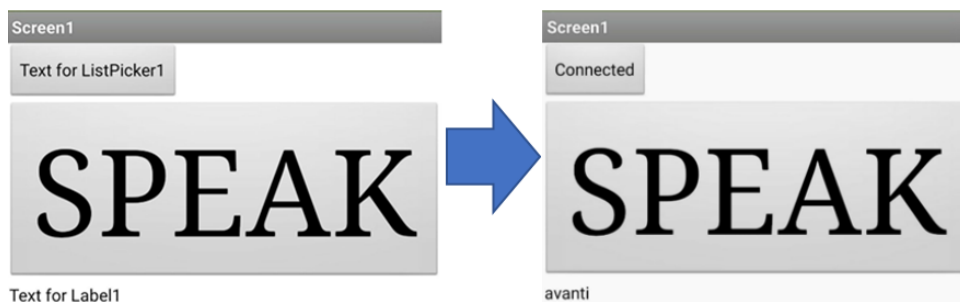 Screen1
Text for ListPicker1
SPEAK
Text for Label1
Screen1
Connected
SPEAK
avanti